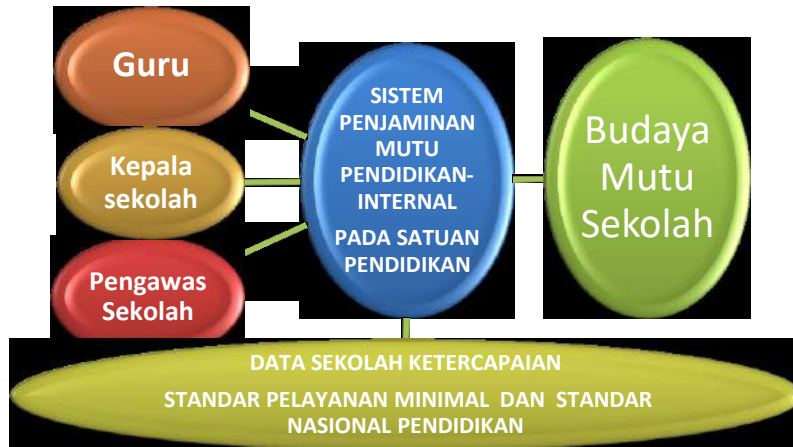 Guru
Kepala
sekolah
Pengawas
Sekolah
SISTEM
PENJAMINAN
MUTU
PENDIDIKAN-
INTERNAL
PADA SATUAN
PENDIDIKAN
Budaya
Mutu
Sekolah
DATA SEKOLAH KETERCAPAIAN
STANDAR PELAYANAN MINIMAL DAN STANDAR
NASIONAL PENDIDIKAN